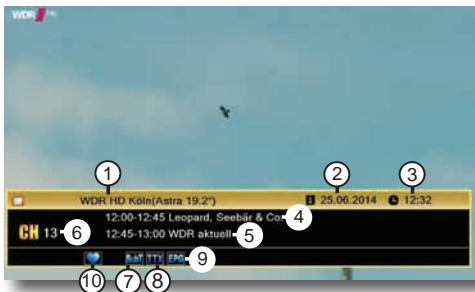 WDR
1 2 3
WDR HD Köln(Astra 19.2°) 25.06.2014 12:32
12:00-12:45 Leopard, Seebär & Co 4
CH 13 6
12:45-13:00 WDR aktuell 5
SubT TTX EPG 9
10 7 8